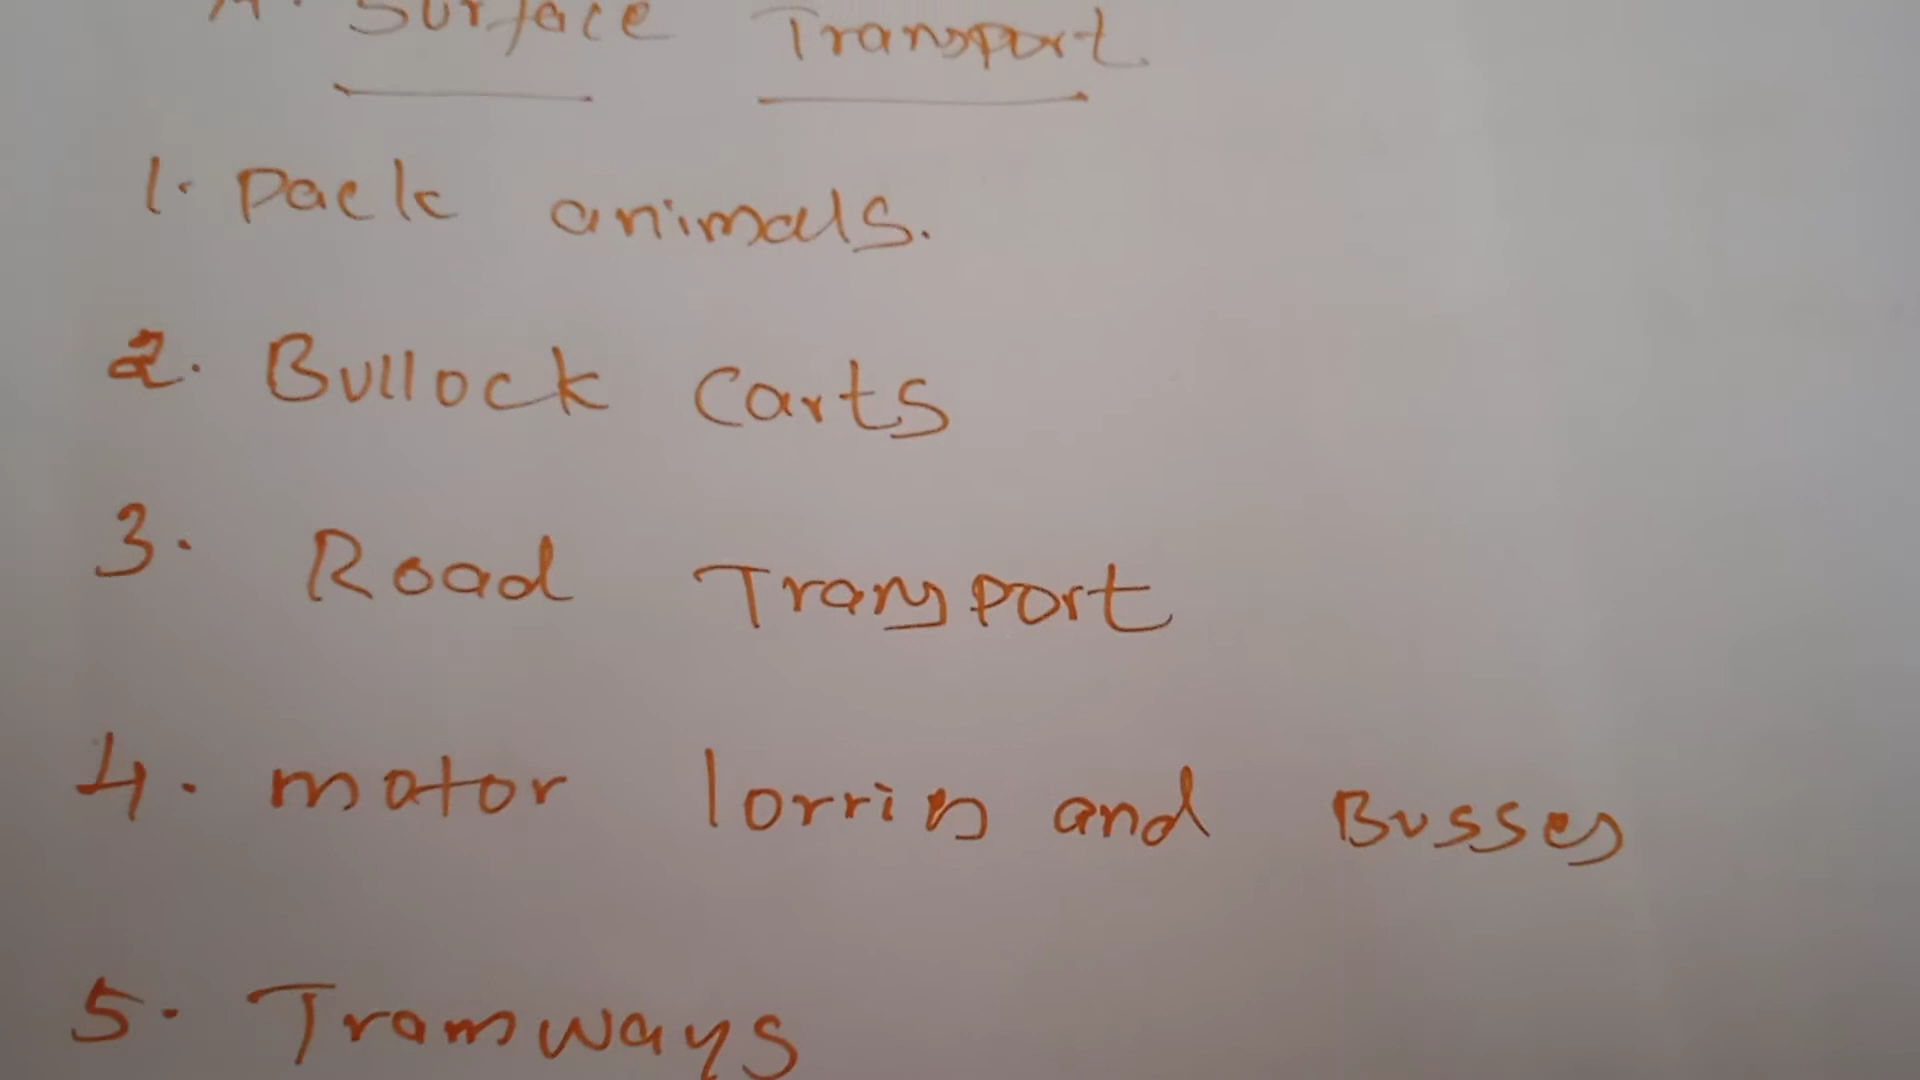 A. Surface Transport
1. Pack animals.
2. Bullock Carts
3. Road Transport
4. motor lorries and Busses
5. Tramways